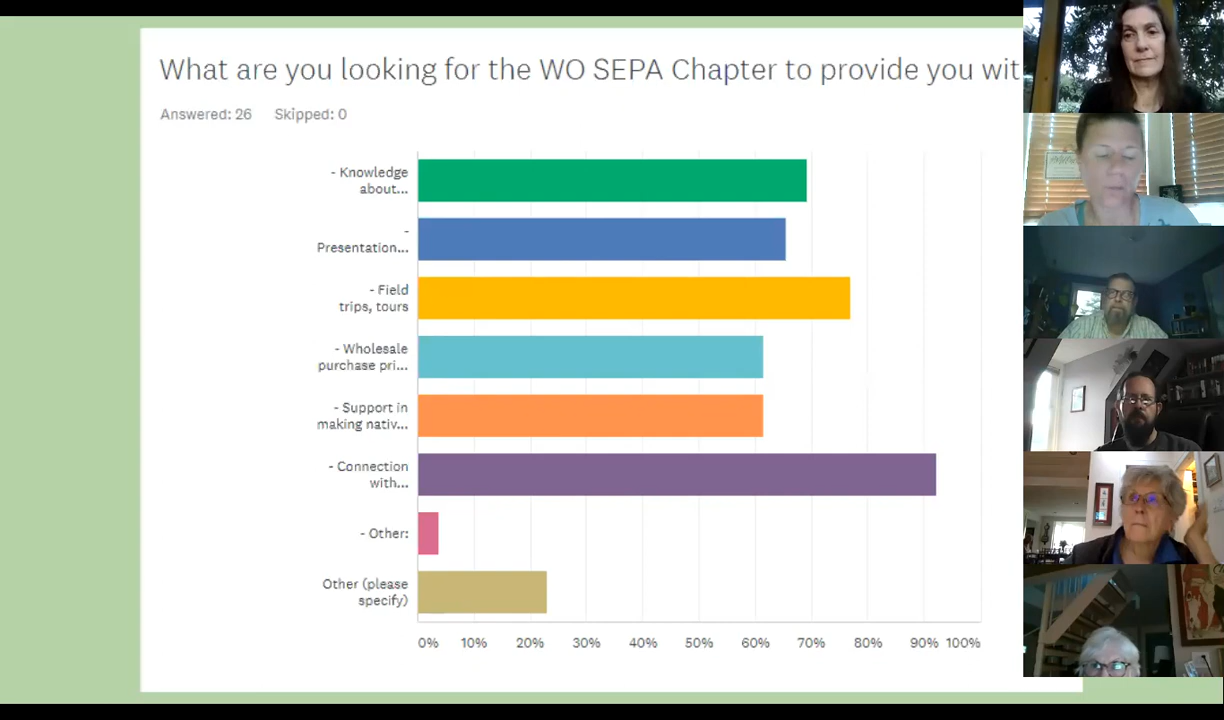 What are you looking for the WO SEPA Chapter to provide you wit
Answered: 26 Skipped: 0
- Knowledge
about...
-
Presentation...
- Field
trips, tours
- Wholesale
purchase pri...
- Support in
making nativ...
- Connection
with...
- Other:
Other (please
specify)
0% 10% 20% 30% 40% 50% 60% 70% 80% 90% 100%